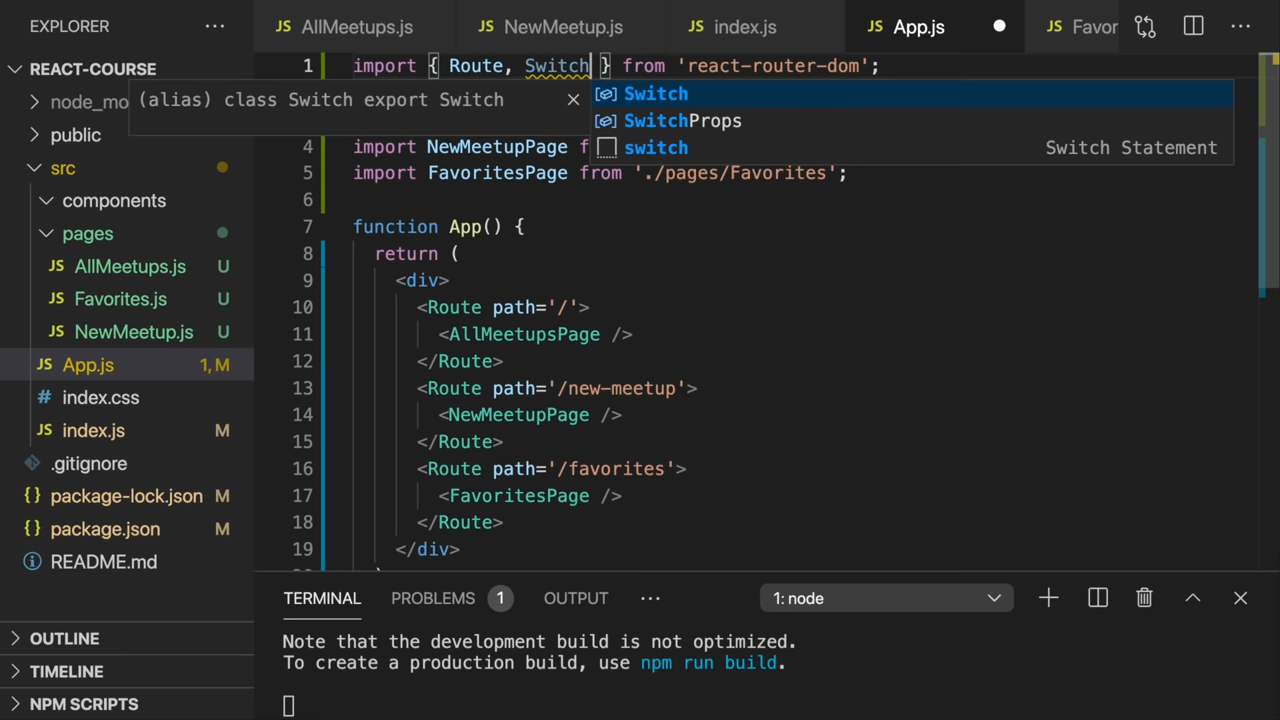 EXPLORER
AllMeetups.js
NewMeetup.js
index.js
App.js
REACT-COURSE
node_mo
public
src
components
pages
AllMeetups.js U
Favorites.js U
NewMeetup.js U
App.js 1, M
index.css
index.js M
.gitignore
package-lock.json M
package.json M
README.md
OUTLINE
TIMELINE
NPM SCRIPTS
1 import { Route, Switch } from 'react-router-dom';
(alias) class Switch export Switch
Switch
SwitchProps
switch Switch Statement
4 import NewMeetupPage
5 import FavoritesPage from './pages/Favorites';
6
7 function App() {
8 return (
9 <div>
10 <Route path='/'>
11 <AllMeetupsPage />
12 </Route>
13 <Route path='/new-meetup'>
14 <NewMeetupPage />
15 </Route>
16 <Route path='/favorites'>
17 <FavoritesPage />
18 </Route>
19 </div>
TERMINAL PROBLEMS 1 OUTPUT
1: node
Note that the development build is not optimized.
To create a production build, use npm run build.